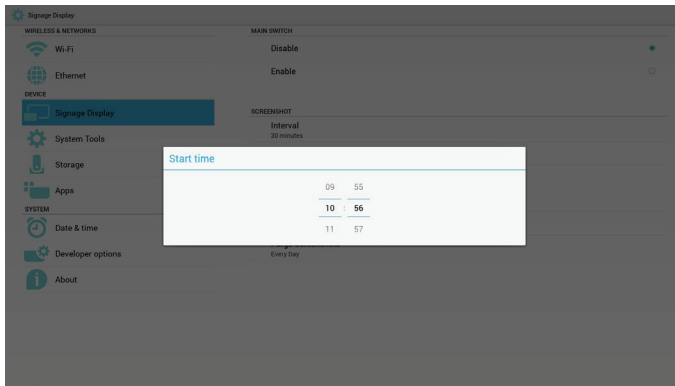 Signage Display
WIRELESS & NETWORKS
Wi-Fi
Ethernet
DEVICE
Signage Display
System Tools
Storage
Apps
SYSTEM
Date & time
Developer options
About
MAIN SWITCH
Disable
Enable
SCREENSHOT
Interval
30 minutes
Start time
09 55
10 : 56
11 57
Every Day